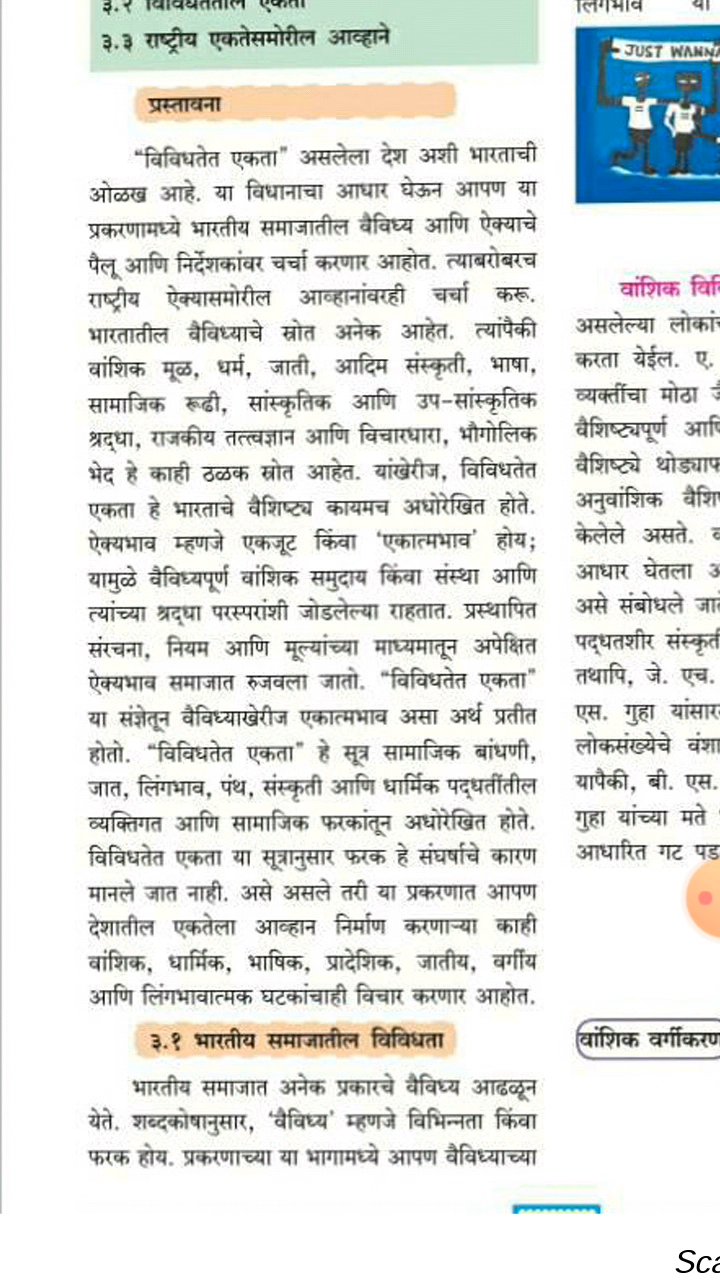 ३.२ विविधतेतील एकता
३.३ राष्ट्रीय एकतेसमोरील आव्हाने
प्रस्तावना
“विविधतेत एकता” असलेला देश अशी भारताची
ओळख आहे. या विधानाचा आधार घेऊन आपण या
प्रकरणामध्ये भारतीय समाजातील वैविध्य आणि ऐक्याचे
पैलू आणि निर्देशकांवर चर्चा करणार आहोत. त्याबरोबरच
राष्ट्रीय ऐक्यासमोरील आव्हानांवरही चर्चा करू.
भारतातील वैविध्याचे स्रोत अनेक आहेत. त्यांपैकी
वांशिक मूळ, धर्म, जाती, आदिम संस्कृती, भाषा,
सामाजिक रूढी, सांस्कृतिक आणि उप-सांस्कृतिक
श्रद्धा, राजकीय तत्त्वज्ञान आणि विचारधारा, भौगोलिक
भेद हे काही ठळक स्रोत आहेत. यांखेरीज, विविधतेत
एकता हे भारताचे वैशिष्ट्य कायमच अधोरेखित होते.
ऐक्यभाव म्हणजे एकजूट किंवा ‘एकात्मभाव’ होय;
यामुळे वैविध्यपूर्ण वांशिक समुदाय किंवा संस्था आणि
त्यांच्या श्रद्धा परस्परांशी जोडलेल्या राहतात. प्रस्थापित
संरचना, नियम आणि मूल्यांच्या माध्यमातून अपेक्षित
ऐक्यभाव समाजात रुजवला जातो. “विविधतेत एकता”
या संज्ञेतून वैविध्याखेरीज एकात्मभाव असा अर्थ प्रतीत
होतो. “विविधतेत एकता” हे सूत्र सामाजिक बांधणी,
जात, लिंगभाव, पंथ, संस्कृती आणि धार्मिक पद्धतींतील
व्यक्तिगत आणि सामाजिक फरकांतून अधोरेखित होते.
विविधतेत एकता या सूत्रानुसार फरक हे संघर्षाचे कारण
मानले जात नाही. असे असले तरी या प्रकरणात आपण
देशातील एकतेला आव्हान निर्माण करणाऱ्या काही
वांशिक, धार्मिक, भाषिक, प्रादेशिक, जातीय, वर्गीय
आणि लिंगभावात्मक घटकांचाही विचार करणार आहोत.
३.१ भारतीय समाजातील विविधता
भारतीय समाजात अनेक प्रकारचे वैविध्य आढळून
येते. शब्दकोषानुसार, ‘वैविध्य’ म्हणजे विभिन्नता किंवा
फरक होय. प्रकरणाच्या या भागामध्ये आपण वैविध्याच्या
लिंगभाव या
JUST WANNA
वांशिक
असलेल्या
करता येईल. ए.
व्यक्तींचा मोठा
वैशिष्ट्यपूर्ण
वैशिष्ट्ये
अनुवांशिक
केलेले असते.
आधार घेतला
असे संबोधले
पद्धतशीर
तथापि, जे. एच.
एस. गुहा
लोकसंख्येचे
यापैकी, बी. एस.
गुहा यांच्या मते
आधारित गट
वांशिक वर्गीकरण